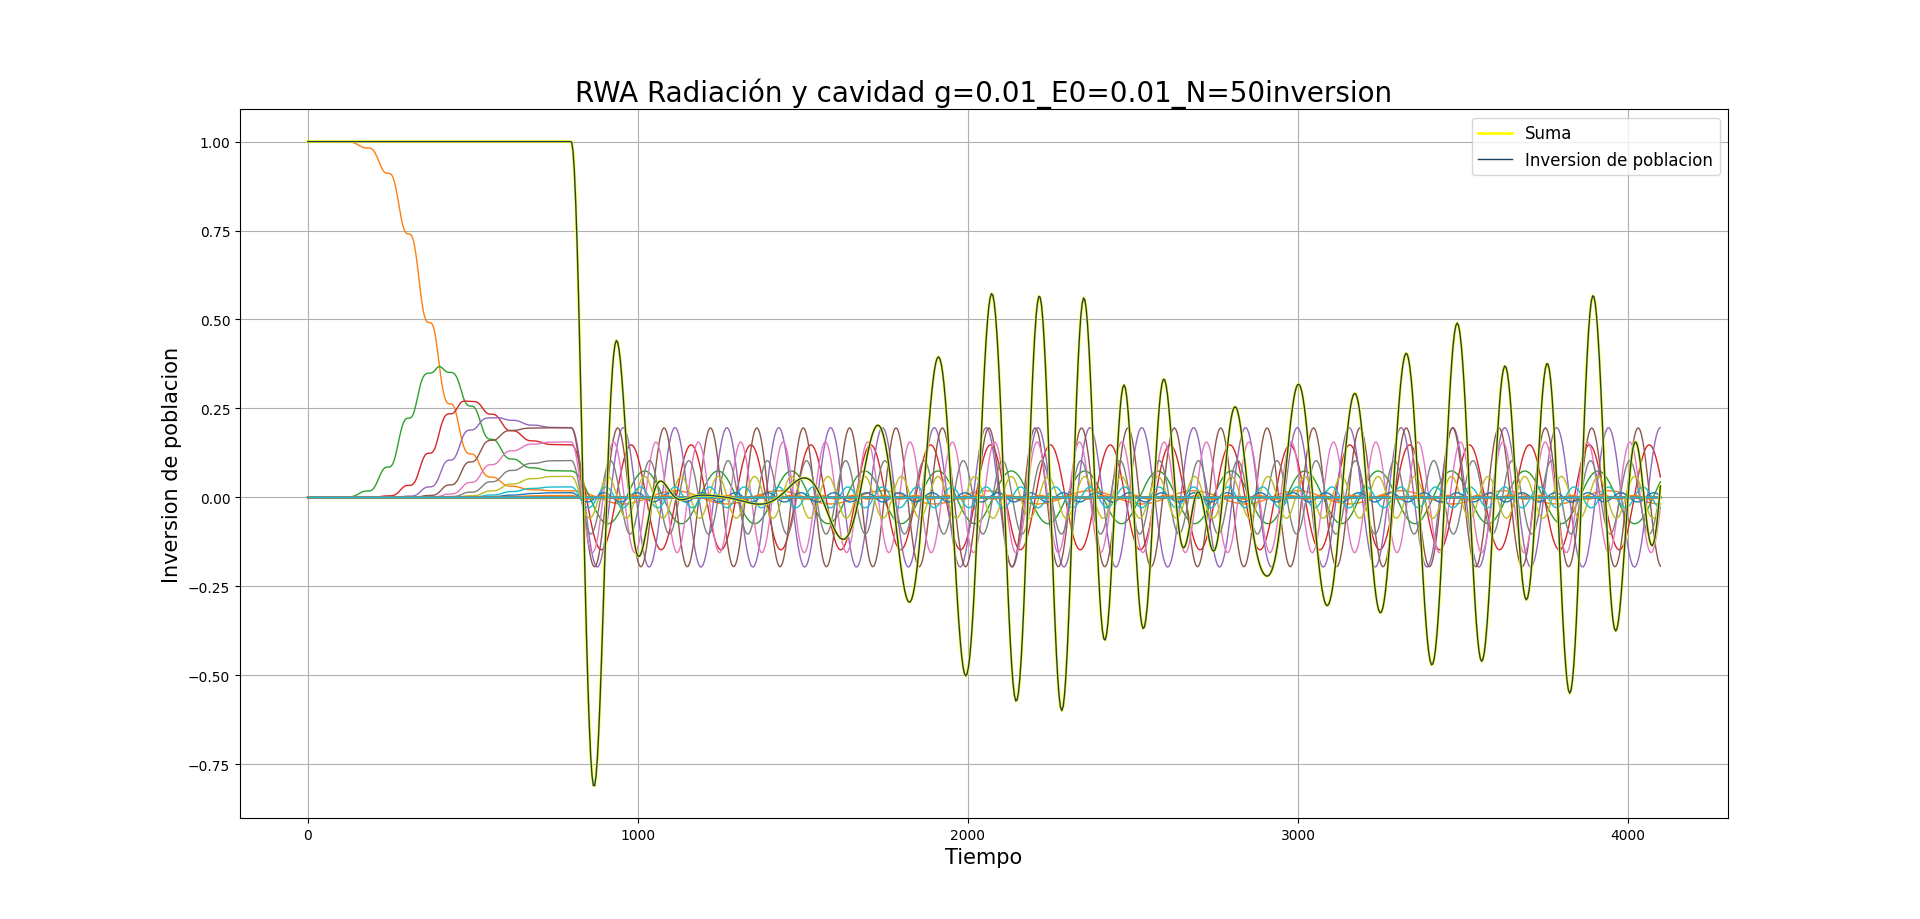 RWA Radiación y cavidad g=0.01_E0=0.01_N=50inversion
Suma
Inversion de poblacion
Inversion de poblacion
1.00
0.75
0.50
0.25
0.00
−0.25
−0.50
−0.75
0
1000
2000
3000
4000
Tiempo